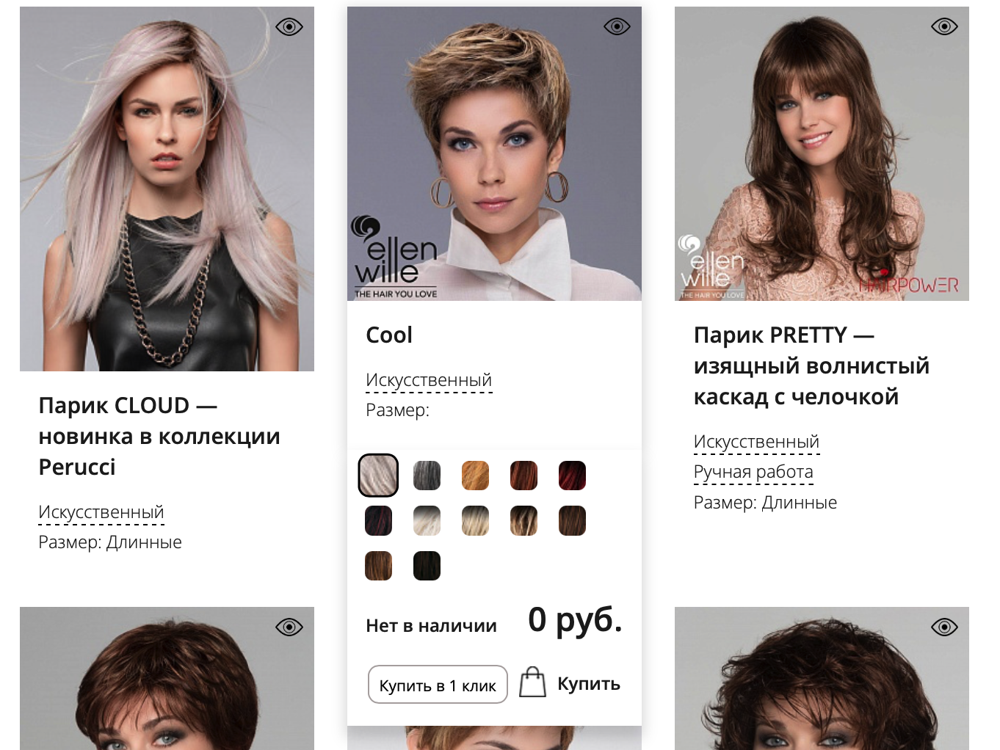 ellen
wille
THE HAIR YOU LOVE
ellen
wille
THE HAIR YOU LOVE
HAIRPOWER
Парик CLOUD —
новинка в коллекции
Perucci
Искусственный
Размер: Длинные
Cool
Искусственный
Размер:
Нет в наличии
0 руб.
Купить в 1 клик
Купить
Парик PRETTY —
изящный волнистый
каскад с челочкой
Искусственный
Ручная работа
Размер: Длинные